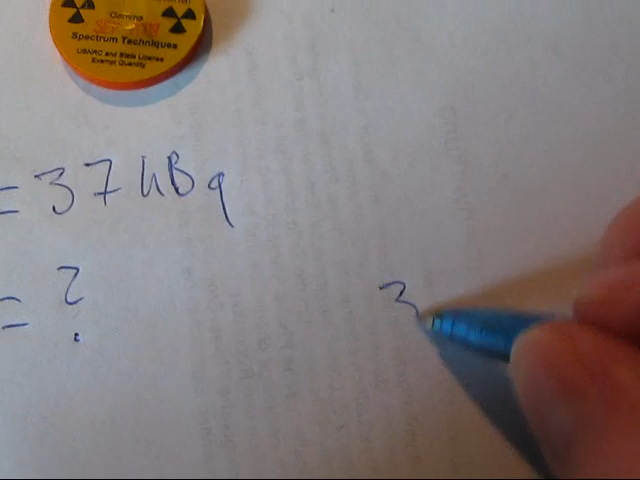 Gamma
Spectrum Techniques
USNRC and State License
Exempt Quantity
= 37 kBq
= ?
3